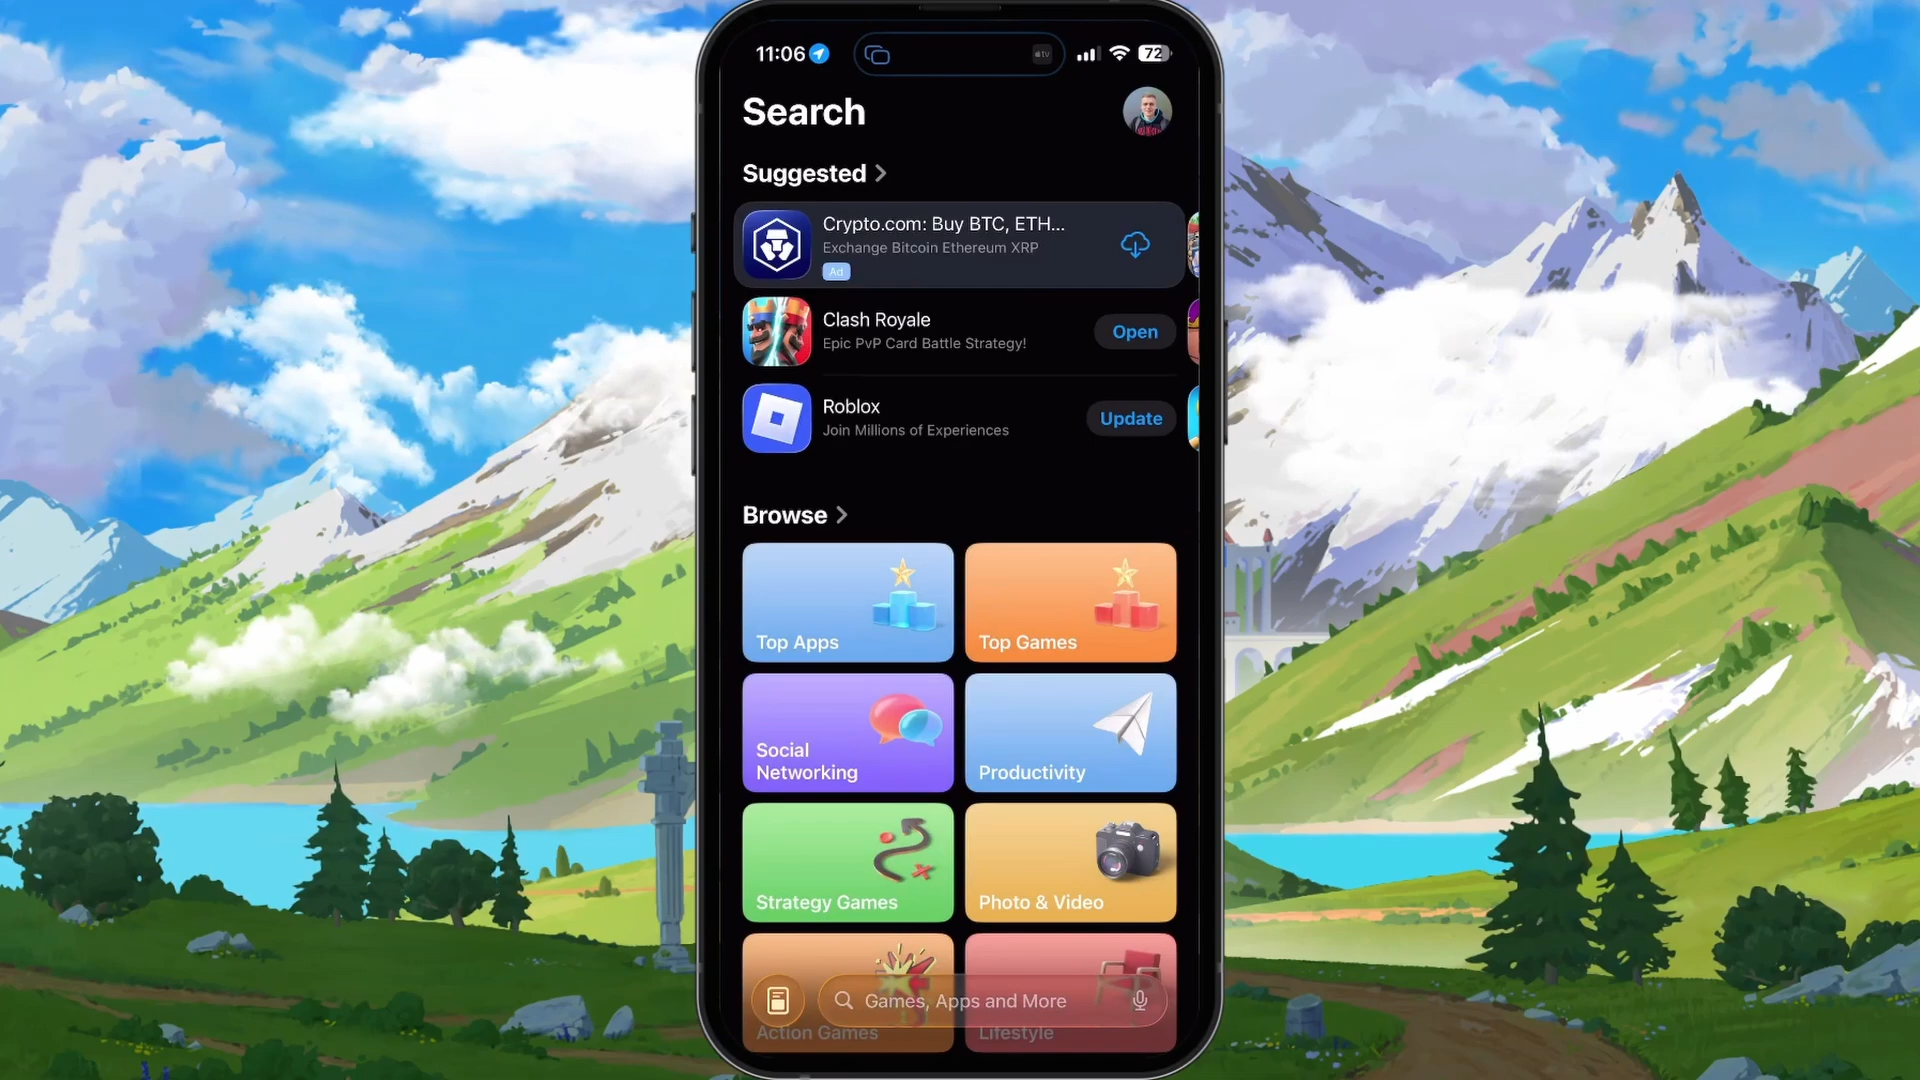 11:06
tv
72
Search
Suggested
Crypto.com: Buy BTC, ETH...
Exchange Bitcoin Ethereum XRP
Ad
Clash Royale
Epic PvP Card Battle Strategy!
Open
Roblox
Join Millions of Experiences
Update
Browse
Top Apps
Top Games
Social
Networking
Productivity
Strategy Games
Photo & Video
Games, Apps and More
Action Games
Lifestyle